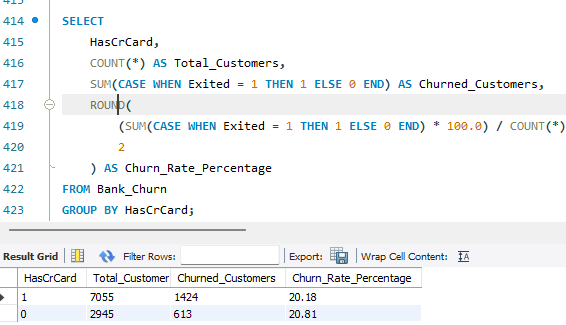 413
414 SELECT
415 HasCrCard,
416 COUNT(*) AS Total_Customers,
417 SUM(CASE WHEN Exited = 1 THEN 1 ELSE 0 END) AS Churned_Customers,
418 ROUND(
419 (SUM(CASE WHEN Exited = 1 THEN 1 ELSE 0 END) * 100.0) / COUNT(*)
420 2
421 ) AS Churn_Rate_Percentage
422 FROM Bank_Churn
423 GROUP BY HasCrCard;
Result Grid Filter Rows: Export: Wrap Cell Content:
HasCrCard Total_Customer Churned_Customers Churn_Rate_Percentage
1 7055 1424 20.18
0 2945 613 20.81